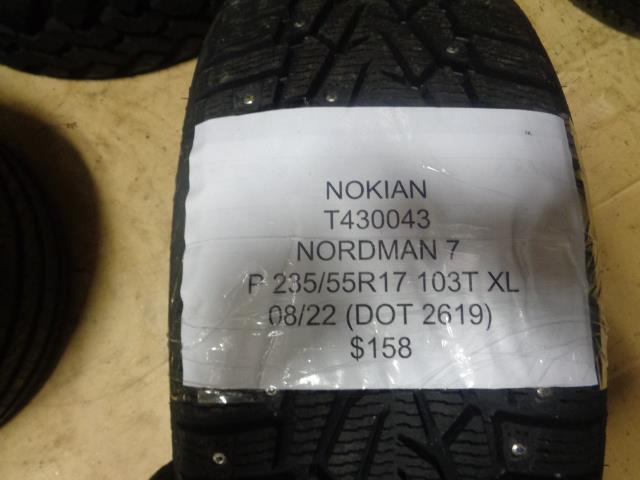 NOKIAN
T430043
NORDMAN 7
P 235/55R17 103T XL
08/22 (DOT 2619)
$158